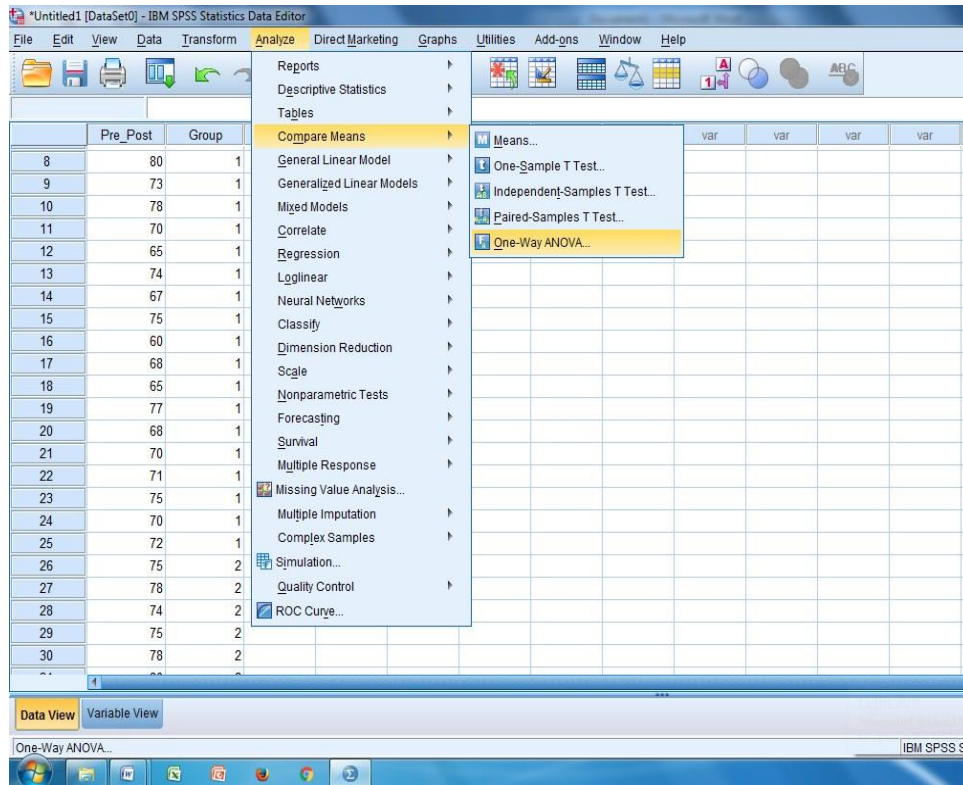 *Untitled1 [DataSet0] - IBM SPSS Statistics Data Editor
File Edit View Data Transform Analyze Direct Marketing Graphs Utilities Add-ons Window Help
Reports
Descriptive Statistics
Tables
Compare Means
General Linear Model
Generalized Linear Models
Mixed Models
Correlate
Regression
Loglinear
Neural Networks
Classify
Dimension Reduction
Scale
Nonparametric Tests
Forecasting
Survival
Multiple Response
Missing Value Analysis...
Multiple Imputation
Complex Samples
Simulation...
Quality Control
ROC Curve...
Means...
One-Sample T Test...
Independent-Samples T Test...
Paired-Samples T Test...
One-Way ANOVA...
Pre_Post Group var var var var
8 80 1
9 73 1
10 78 1
11 70 1
12 65 1
13 74 1
14 67 1
15 75 1
16 60 1
17 68 1
18 65 1
19 77 1
20 68 1
21 70 1
22 71 1
23 75 1
24 70 1
25 72 1
26 75 2
27 78 2
28 74 2
29 75 2
30 78 2
Data View Variable View
One-Way ANOVA...
IBM SPSS S